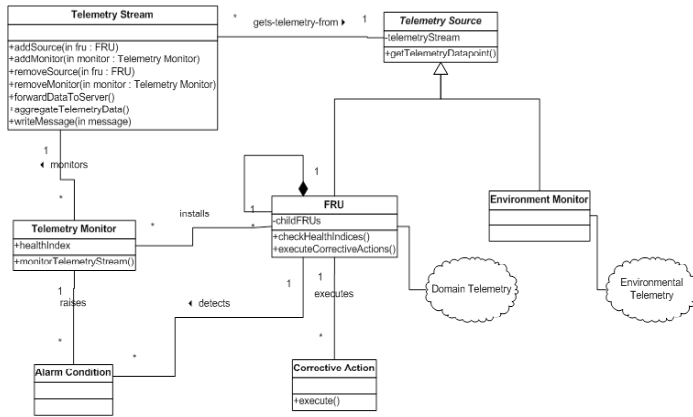 Telemetry Stream
+addSource(in fru : FRU)
+addMonitor(in monitor : Telemetry Monitor)
+removeSource(in fru : FRU)
+removeMonitor(in monitor : Telemetry Monitor)
+forwardDataToServer()
+aggregateTelemetryData()
+writeMessage(in message)
* gets-telemetry-from 1
Telemetry Source
-telemetryStream
+getTelemetryDatapoint()
1
monitors
*
Telemetry Monitor
+healthIndex
+monitorTelemetryStream()
* installs *
1
1
FRU
-childFRUs
+checkHealthIndices()
+executeCorrectiveActions()
Environment Monitor
Domain Telemetry
Environmental
Telemetry
1
raises
*
1
detects
*
1
executes
*
Alarm Condition
Corrective Action
+execute()